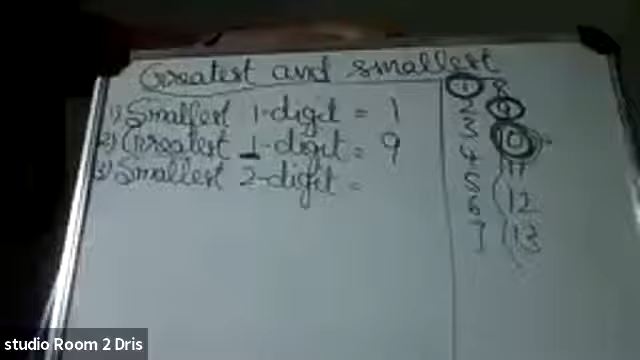 Greatest and smallest
1) Smallest 1-digit = 1
2) Greatest 1-digit = 9
3) Smallest 2-digit =
1 8
2 9
3 10
4 11
5
6 12
7 13
studio Room 2 Dris